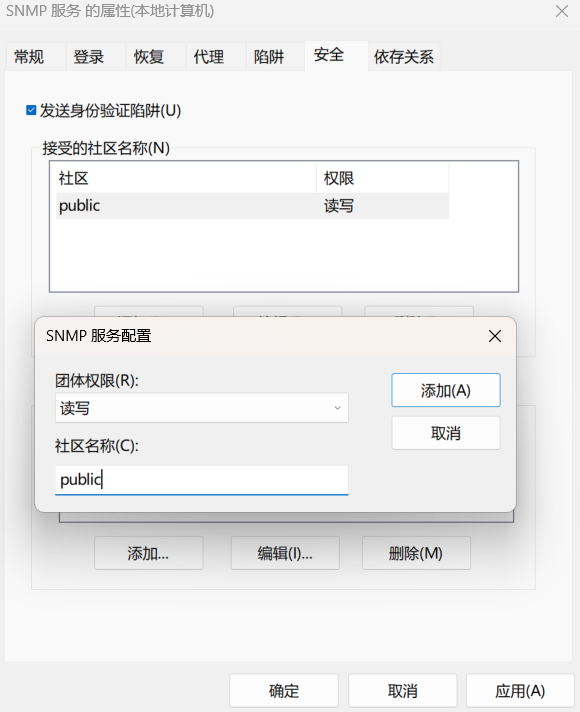 SNMP 服务 的属性(本地计算机)
常规 登录 恢复 代理 陷阱 安全 依存关系
发送身份验证陷阱(U)
接受的社区名称(N)
社区 权限
public 读写
SNMP 服务配置
团体权限(R):
添加(A)
读写
取消
社区名称(C):
public
添加... 编辑(I)... 删除(M)
确定 取消 应用(A)